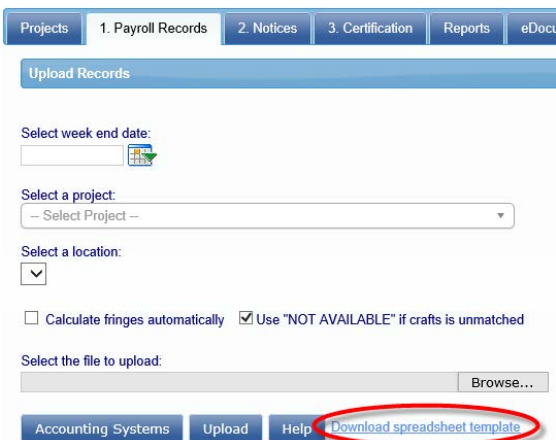 Projects 1. Payroll Records 2. Notices 3. Certification Reports eDocu
Upload Records
Select week end date:
Select a project:
-- Select Project --
Select a location:
Calculate fringes automatically Use "NOT AVAILABLE" if crafts is unmatched
Select the file to upload:
Browse...
Accounting Systems Upload Help Download spreadsheet template